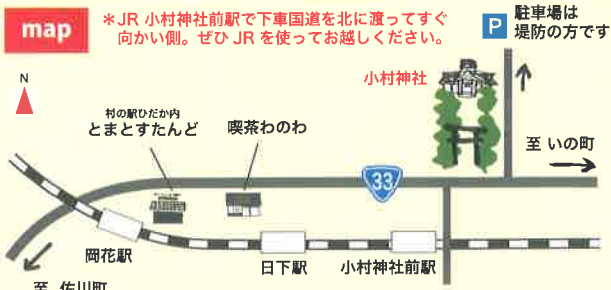 map
＊JR 小村神社前駅で下車国道を北に渡ってすぐ
向かい側。ぜひ JR を使ってお越しください。
P
駐車場は
堤防の方です
N
小村神社
村の駅ひだか内
とまとすたんど
喫茶わのわ
至 いの町
33
岡花駅
日下駅
小村神社前駅
至 佐川町